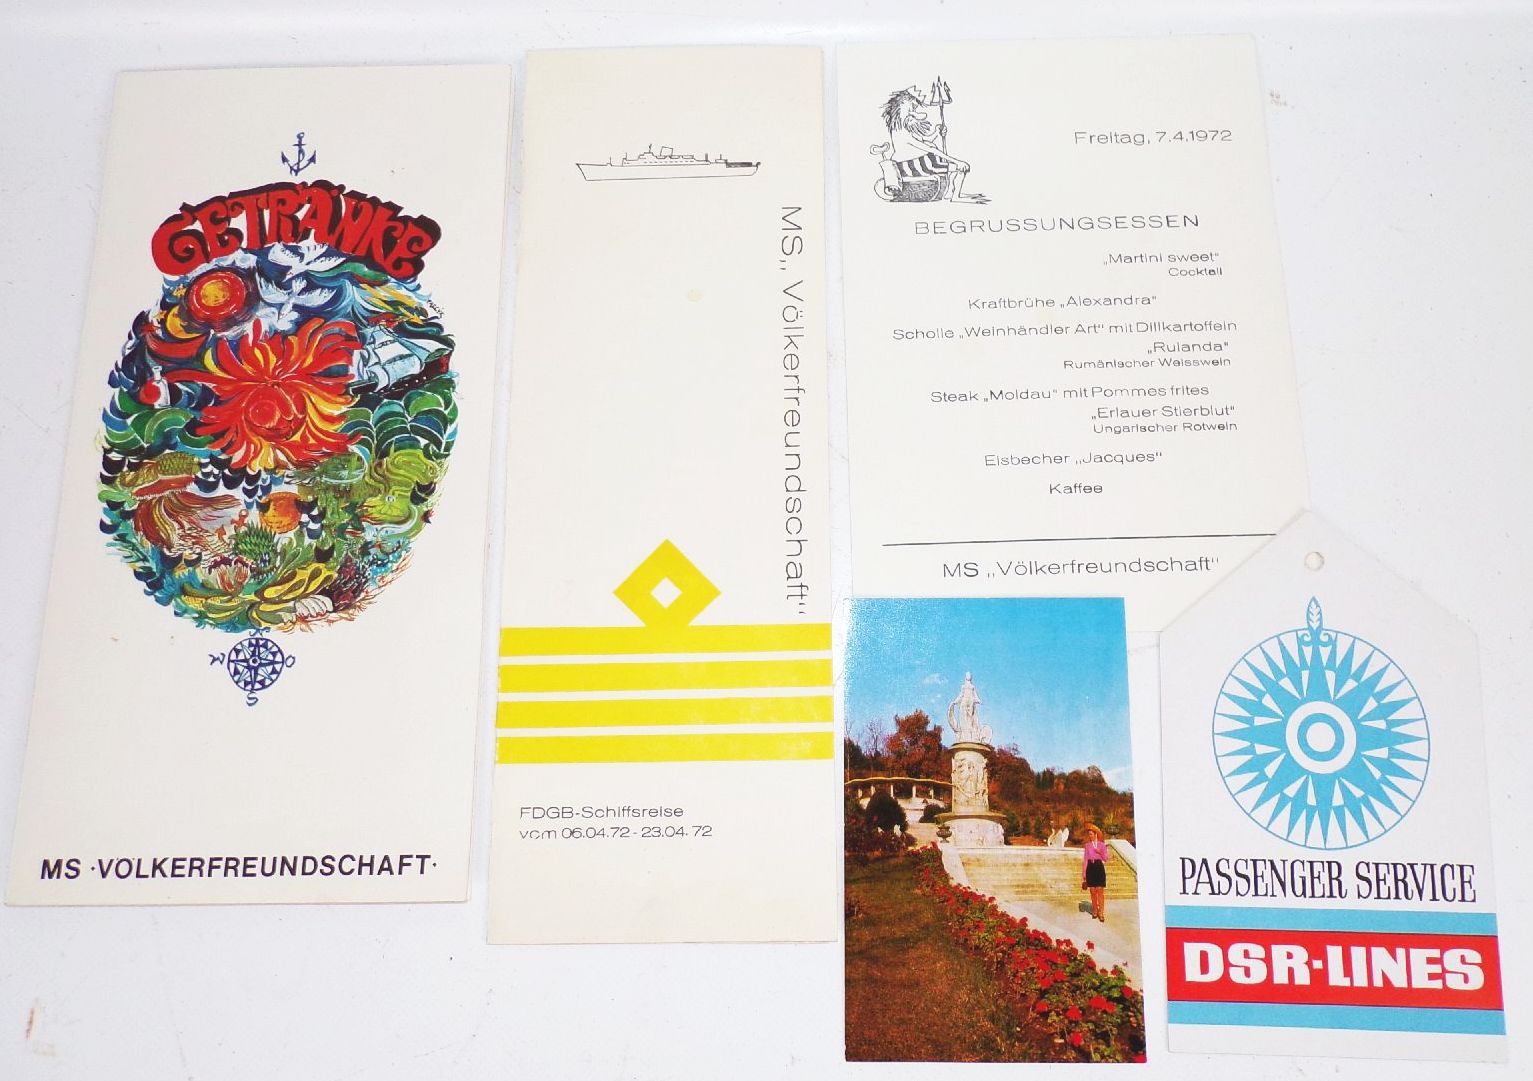 GETRÄNKE
N
W O
S
MS ·VÖLKERFREUNDSCHAFT·
MS„ Völkerfreundschaft“
FDGB-Schiffsreise
vom 06.04.72 - 23.04.72
Freitag, 7.4.1972
BEGRUSSUNGSESSEN
„Martini sweet“
Cocktail
Kraftbrühe „Alexandra“
Scholle „Weinhändler Art“ mit Dillkartoffeln
„Rulanda“
Rumänischer Weisswein
Steak „Moldau“ mit Pommes frites
„Erlauer Stierblut“
Ungarischer Rotwein
Eisbecher „Jacques“
Kaffee
MS „Völkerfreundschaft“
PASSENGER SERVICE
DSR-LINES